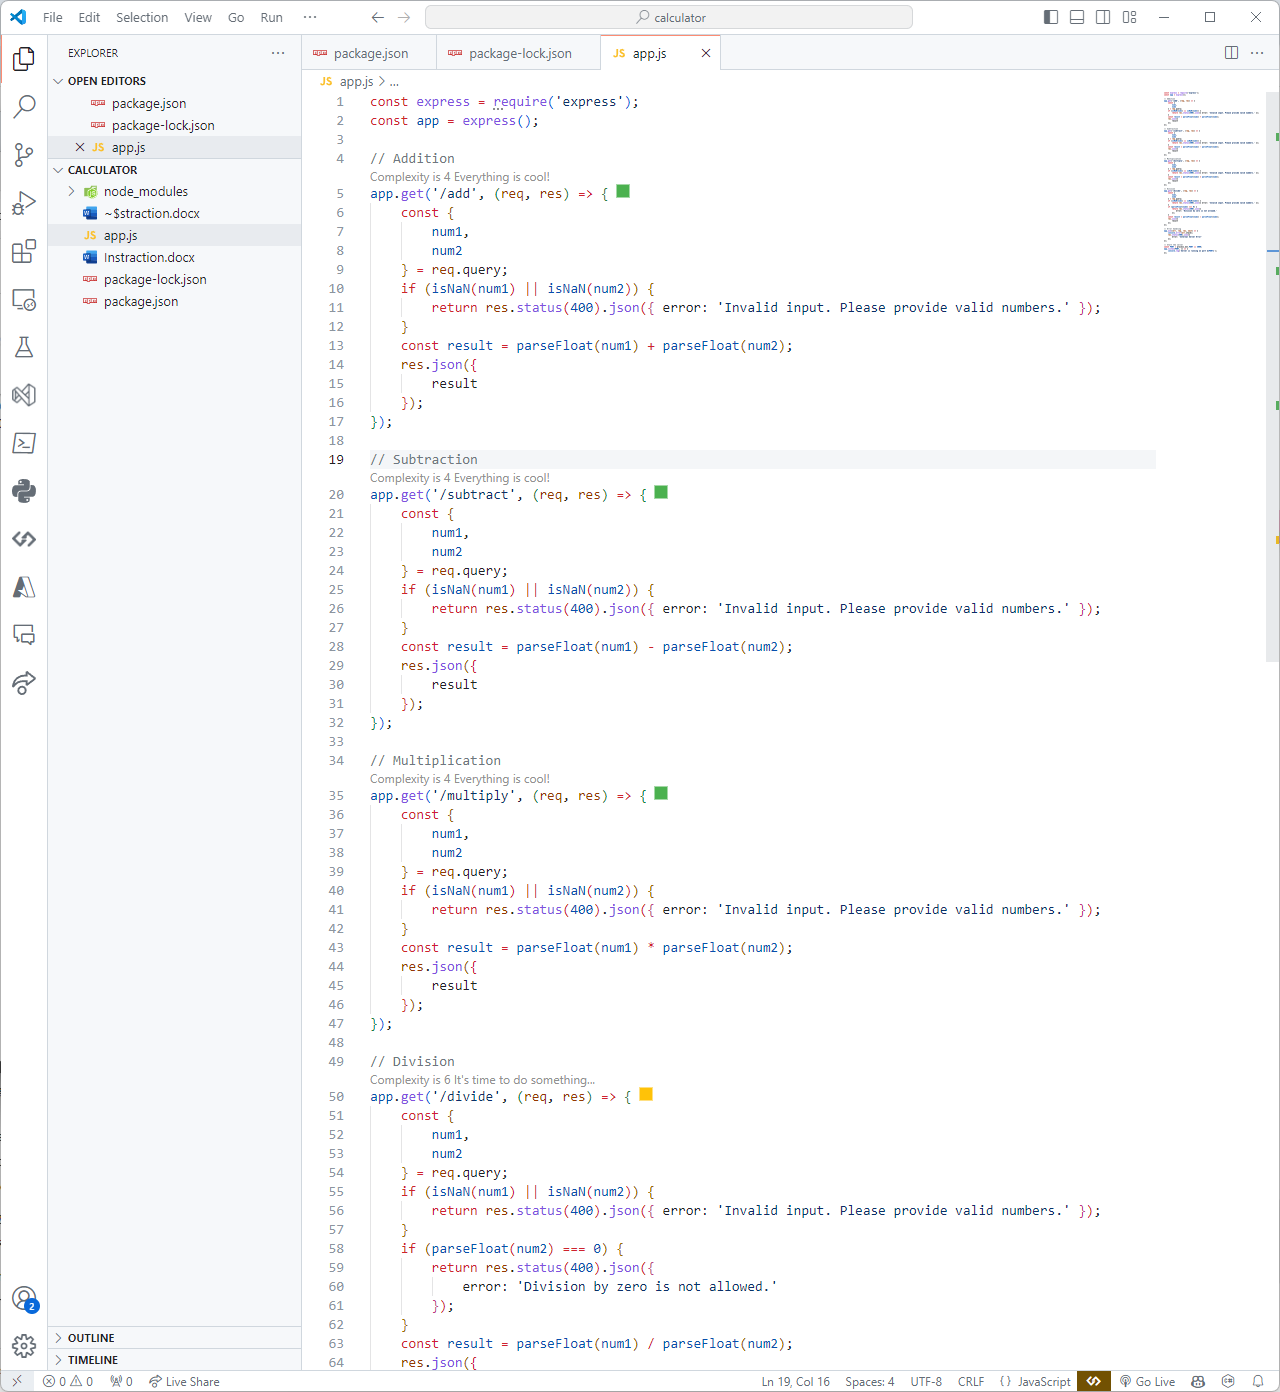 File Edit Selection View Go Run ··· calculator
EXPLORER ···
OPEN EDITORS
package.json
package-lock.json
JS app.js
CALCULATOR
node_modules
~$straction.docx
JS app.js
Instraction.docx
package-lock.json
package.json
OUTLINE
TIMELINE
package.json package-lock.json JS app.js
JS app.js > ...
1 const express = require('express');
2 const app = express();
3
4 // Addition
Complexity is 4 Everything is cool!
5 app.get('/add', (req, res) => {
6 const {
7 num1,
8 num2
9 } = req.query;
10 if (isNaN(num1) || isNaN(num2)) {
11 return res.status(400).json({ error: 'Invalid input. Please provide valid numbers.' });
12 }
13 const result = parseFloat(num1) + parseFloat(num2);
14 res.json({
15 result
16 });
17 });
18
19 // Subtraction
Complexity is 4 Everything is cool!
20 app.get('/subtract', (req, res) => {
21 const {
22 num1,
23 num2
24 } = req.query;
25 if (isNaN(num1) || isNaN(num2)) {
26 return res.status(400).json({ error: 'Invalid input. Please provide valid numbers.' });
27 }
28 const result = parseFloat(num1) - parseFloat(num2);
29 res.json({
30 result
31 });
32 });
33
34 // Multiplication
Complexity is 4 Everything is cool!
35 app.get('/multiply', (req, res) => {
36 const {
37 num1,
38 num2
39 } = req.query;
40 if (isNaN(num1) || isNaN(num2)) {
41 return res.status(400).json({ error: 'Invalid input. Please provide valid numbers.' });
42 }
43 const result = parseFloat(num1) * parseFloat(num2);
44 res.json({
45 result
46 });
47 });
48
49 // Division
Complexity is 6 It's time to do something...
50 app.get('/divide', (req, res) => {
51 const {
52 num1,
53 num2
54 } = req.query;
55 if (isNaN(num1) || isNaN(num2)) {
56 return res.status(400).json({ error: 'Invalid input. Please provide valid numbers.' });
57 }
58 if (parseFloat(num2) === 0) {
59 return res.status(400).json({
60 error: 'Division by zero is not allowed.'
61 });
62 }
63 const result = parseFloat(num1) / parseFloat(num2);
64 res.json({
2
0 0 0 Live Share Ln 19, Col 16 Spaces: 4 UTF-8 CRLF { } JavaScript Go Live